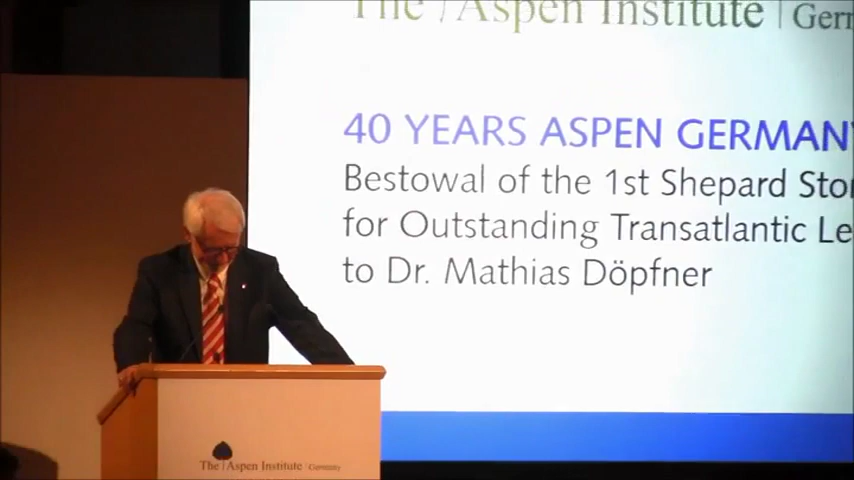 The | Aspen Institute | Germ
40 YEARS ASPEN GERMANY
Bestowal of the 1st Shepard Sto
for Outstanding Transatlantic Le
to Dr. Mathias Döpfner
The | Aspen Institute | Germany